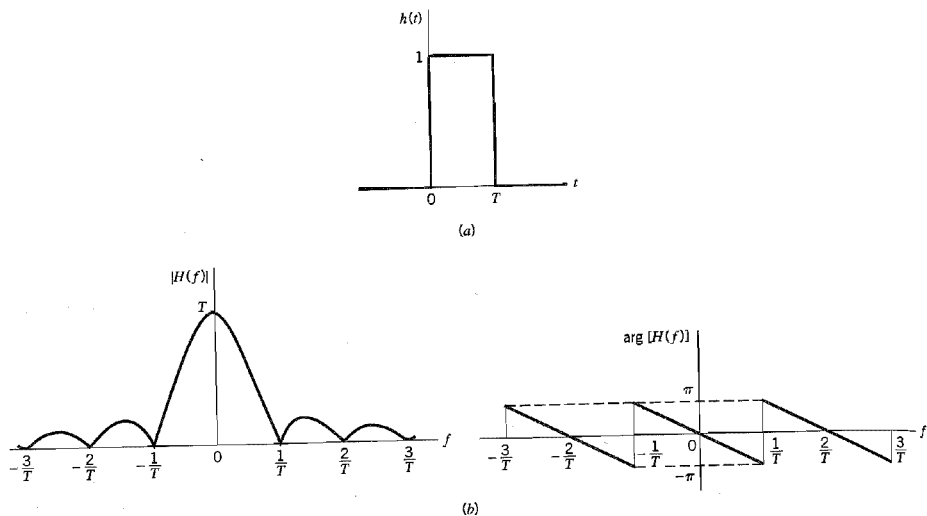 h(t)
1
0
T
t
(a)
|H(f)|
T
f
-3/T
-2/T
-1/T
0
1/T
2/T
3/T
arg [H(f)]
π
f
-3/T
-2/T
-1/T
0
1/T
2/T
3/T
-π
(b)